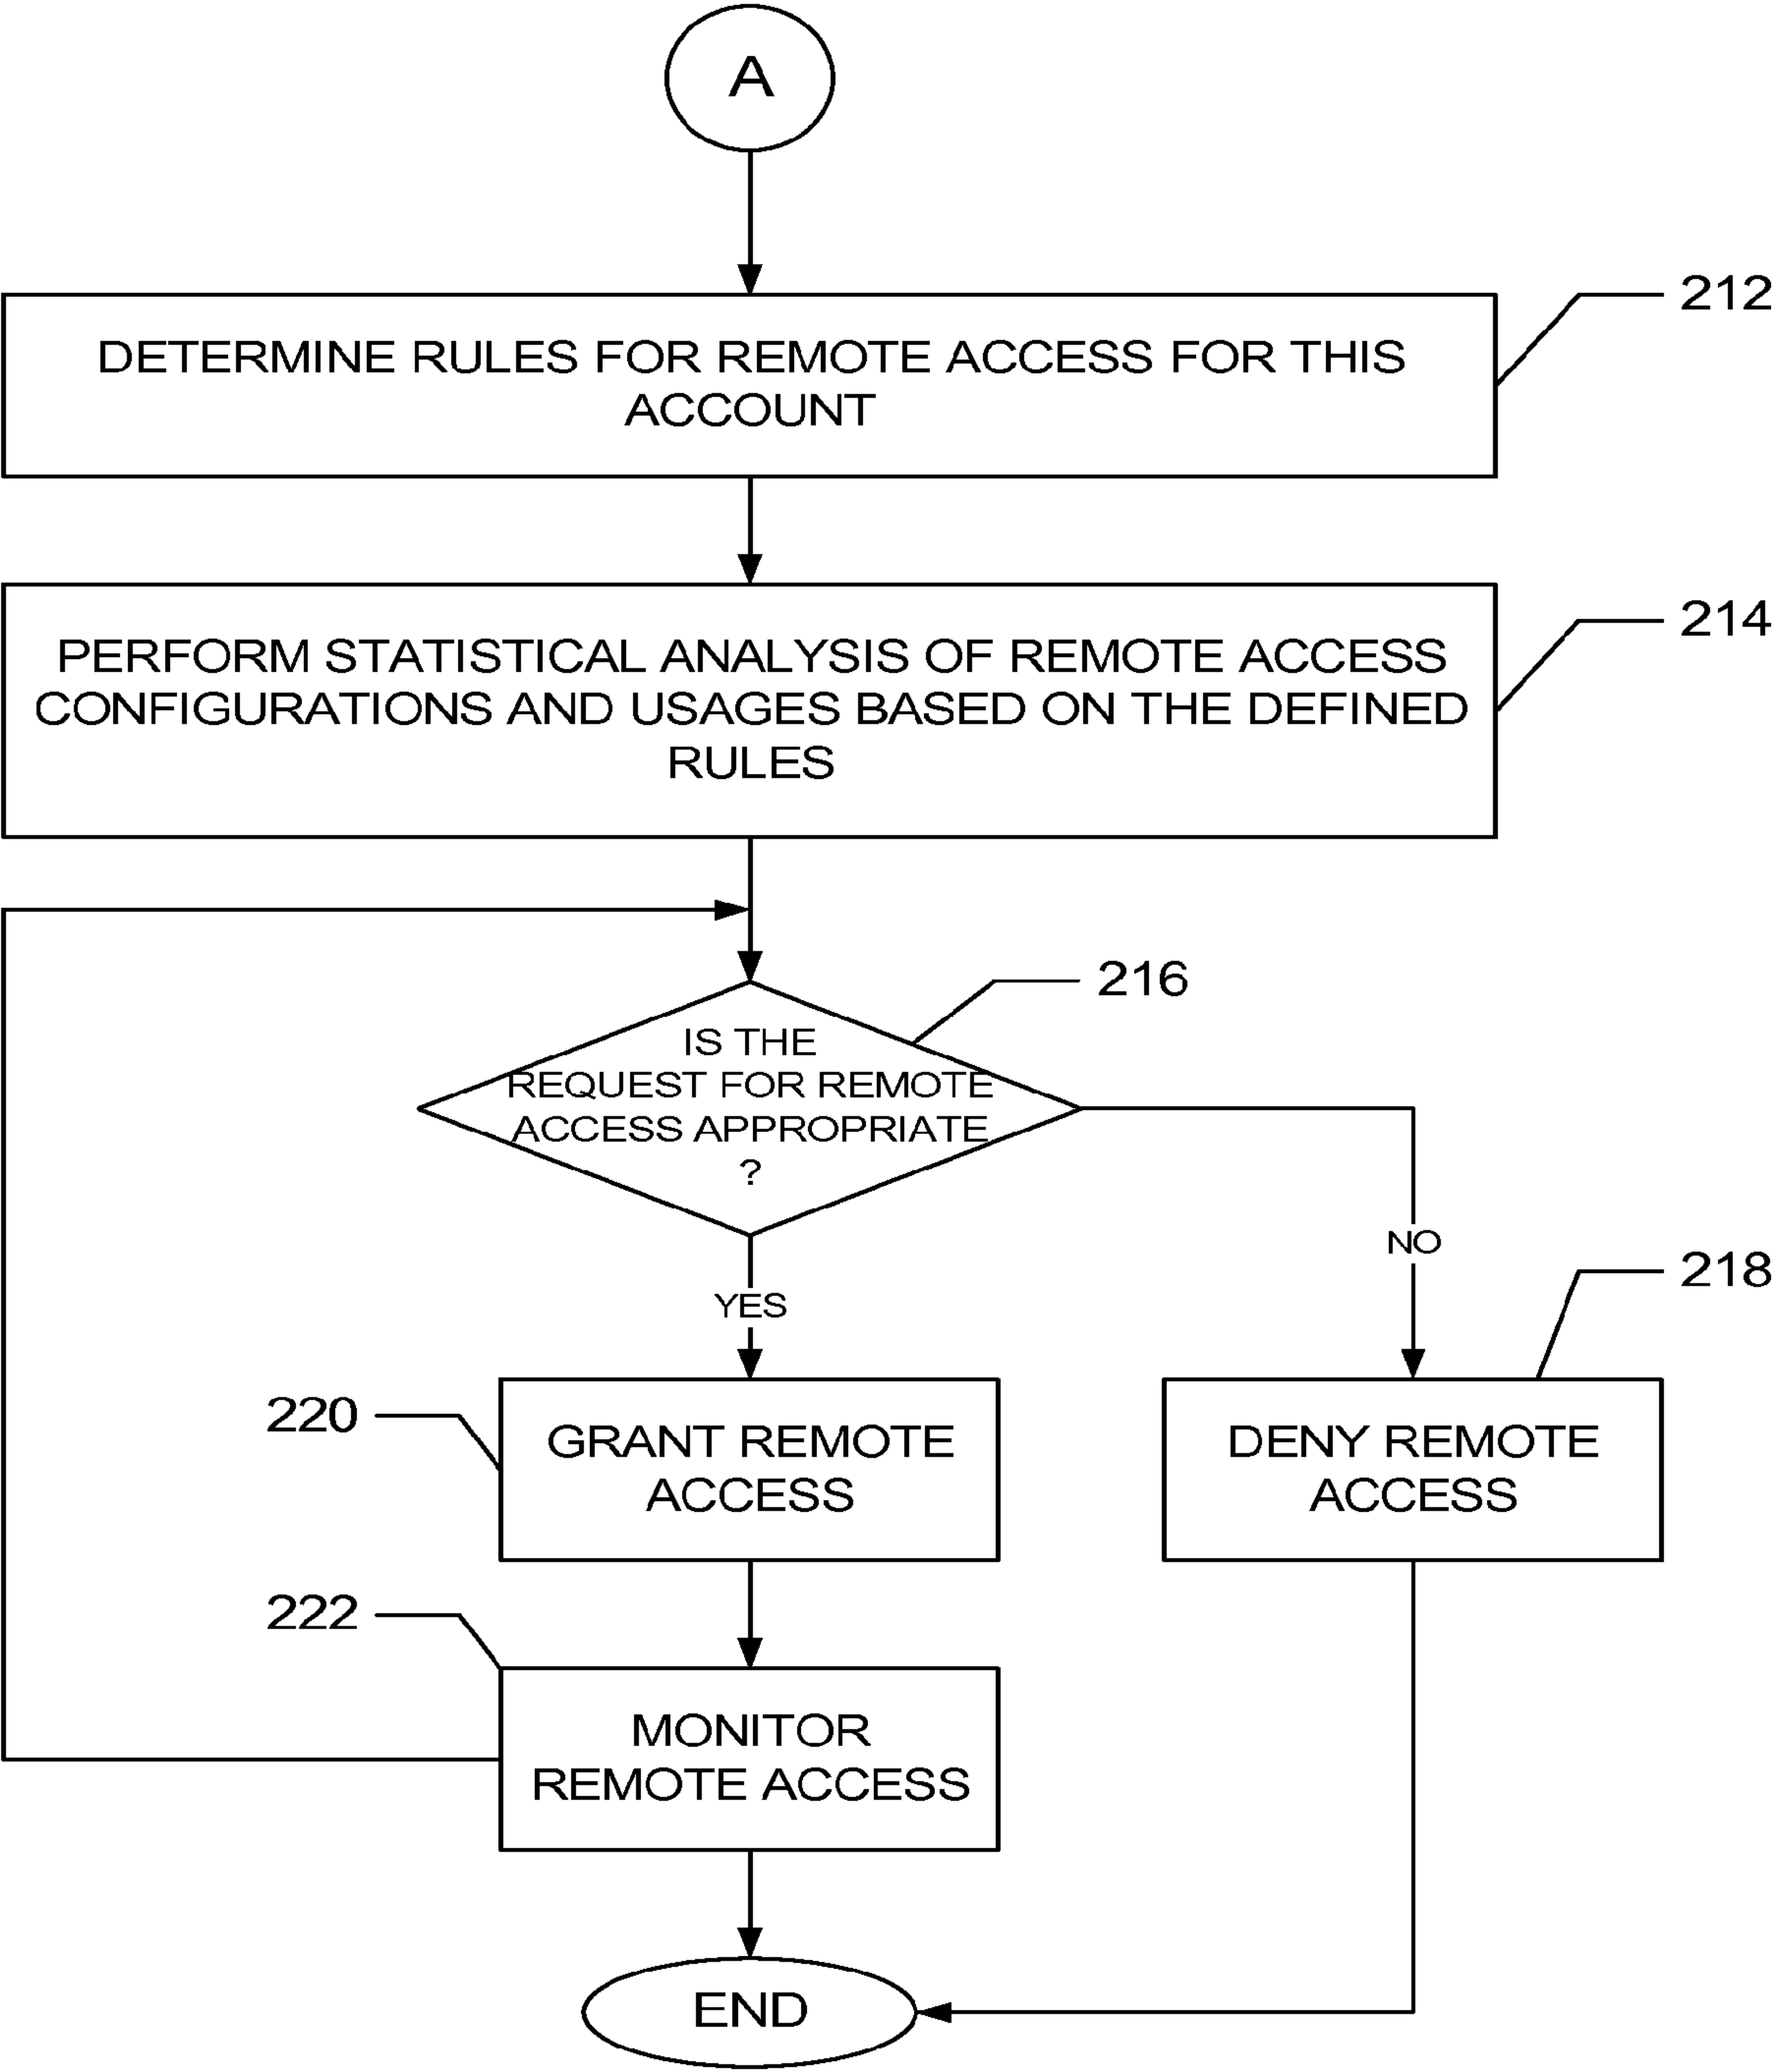 A
212
DETERMINE RULES FOR REMOTE ACCESS FOR THIS
ACCOUNT
214
PERFORM STATISTICAL ANALYSIS OF REMOTE ACCESS
CONFIGURATIONS AND USAGES BASED ON THE DEFINED
RULES
216
IS THE
REQUEST FOR REMOTE
ACCESS APPROPRIATE
?
NO
YES
218
220
GRANT REMOTE
ACCESS
DENY REMOTE
ACCESS
222
MONITOR
REMOTE ACCESS
END